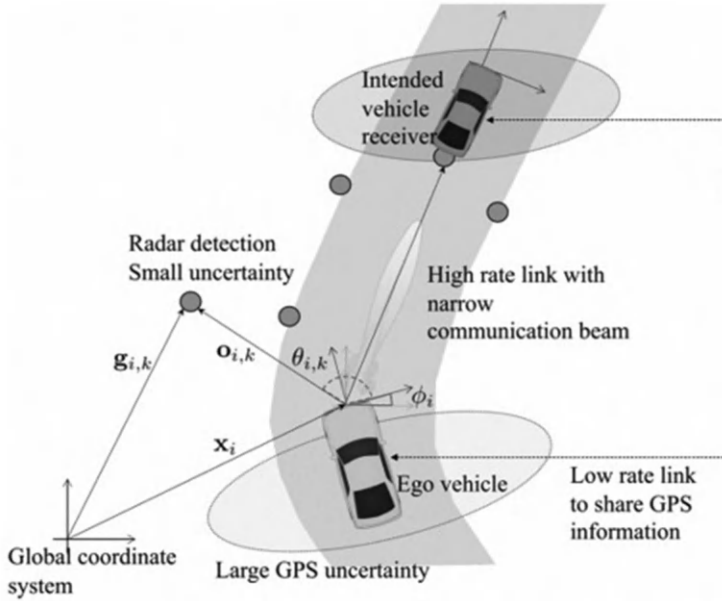 Intended
vehicle
receiver
Radar detection
Small uncertainty
High rate link with
narrow
communication beam
g_{i,k}
o_{i,k}
θ_{i,k}
ϕ_i
x_i
Ego vehicle
Low rate link
to share GPS
information
Global coordinate
system
Large GPS uncertainty